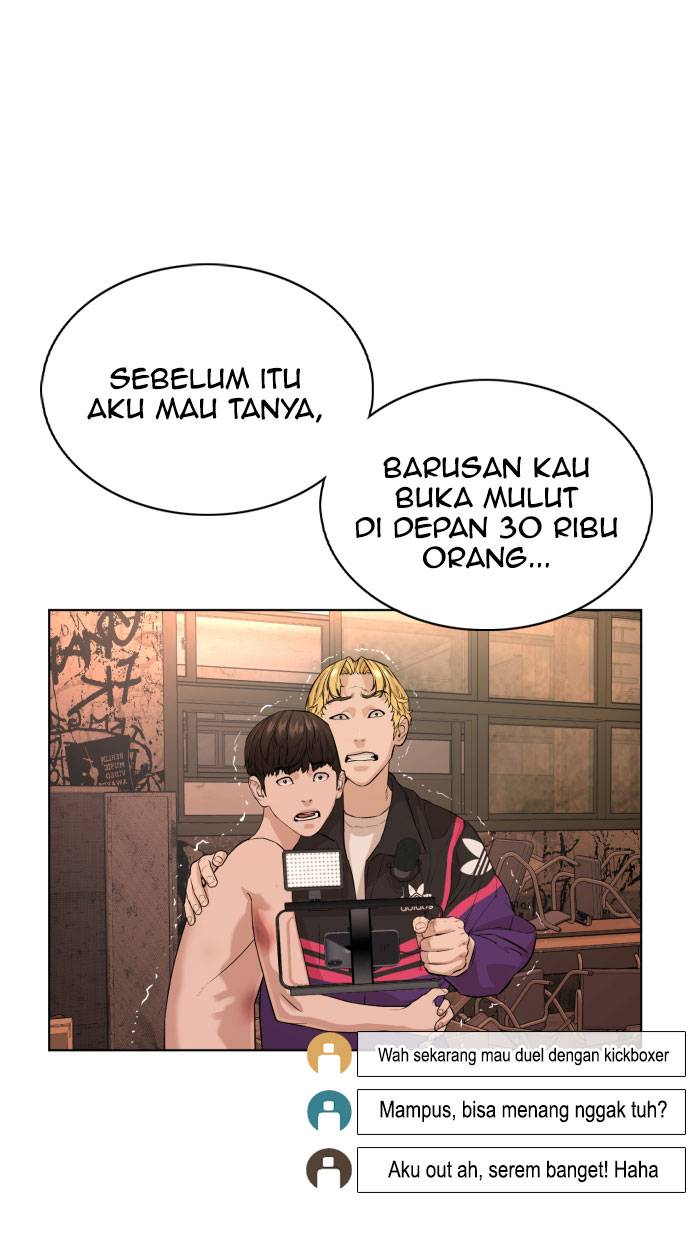 SEBELUM ITU
AKU MAU TANYA,
BARUSAN KAU
BUKA MULUT
DI DEPAN 30 RIBU
ORANG...
adidas
Wah sekarang mau duel dengan kickboxer
Mampus, bisa menang nggak tuh?
Aku out ah, serem banget! Haha